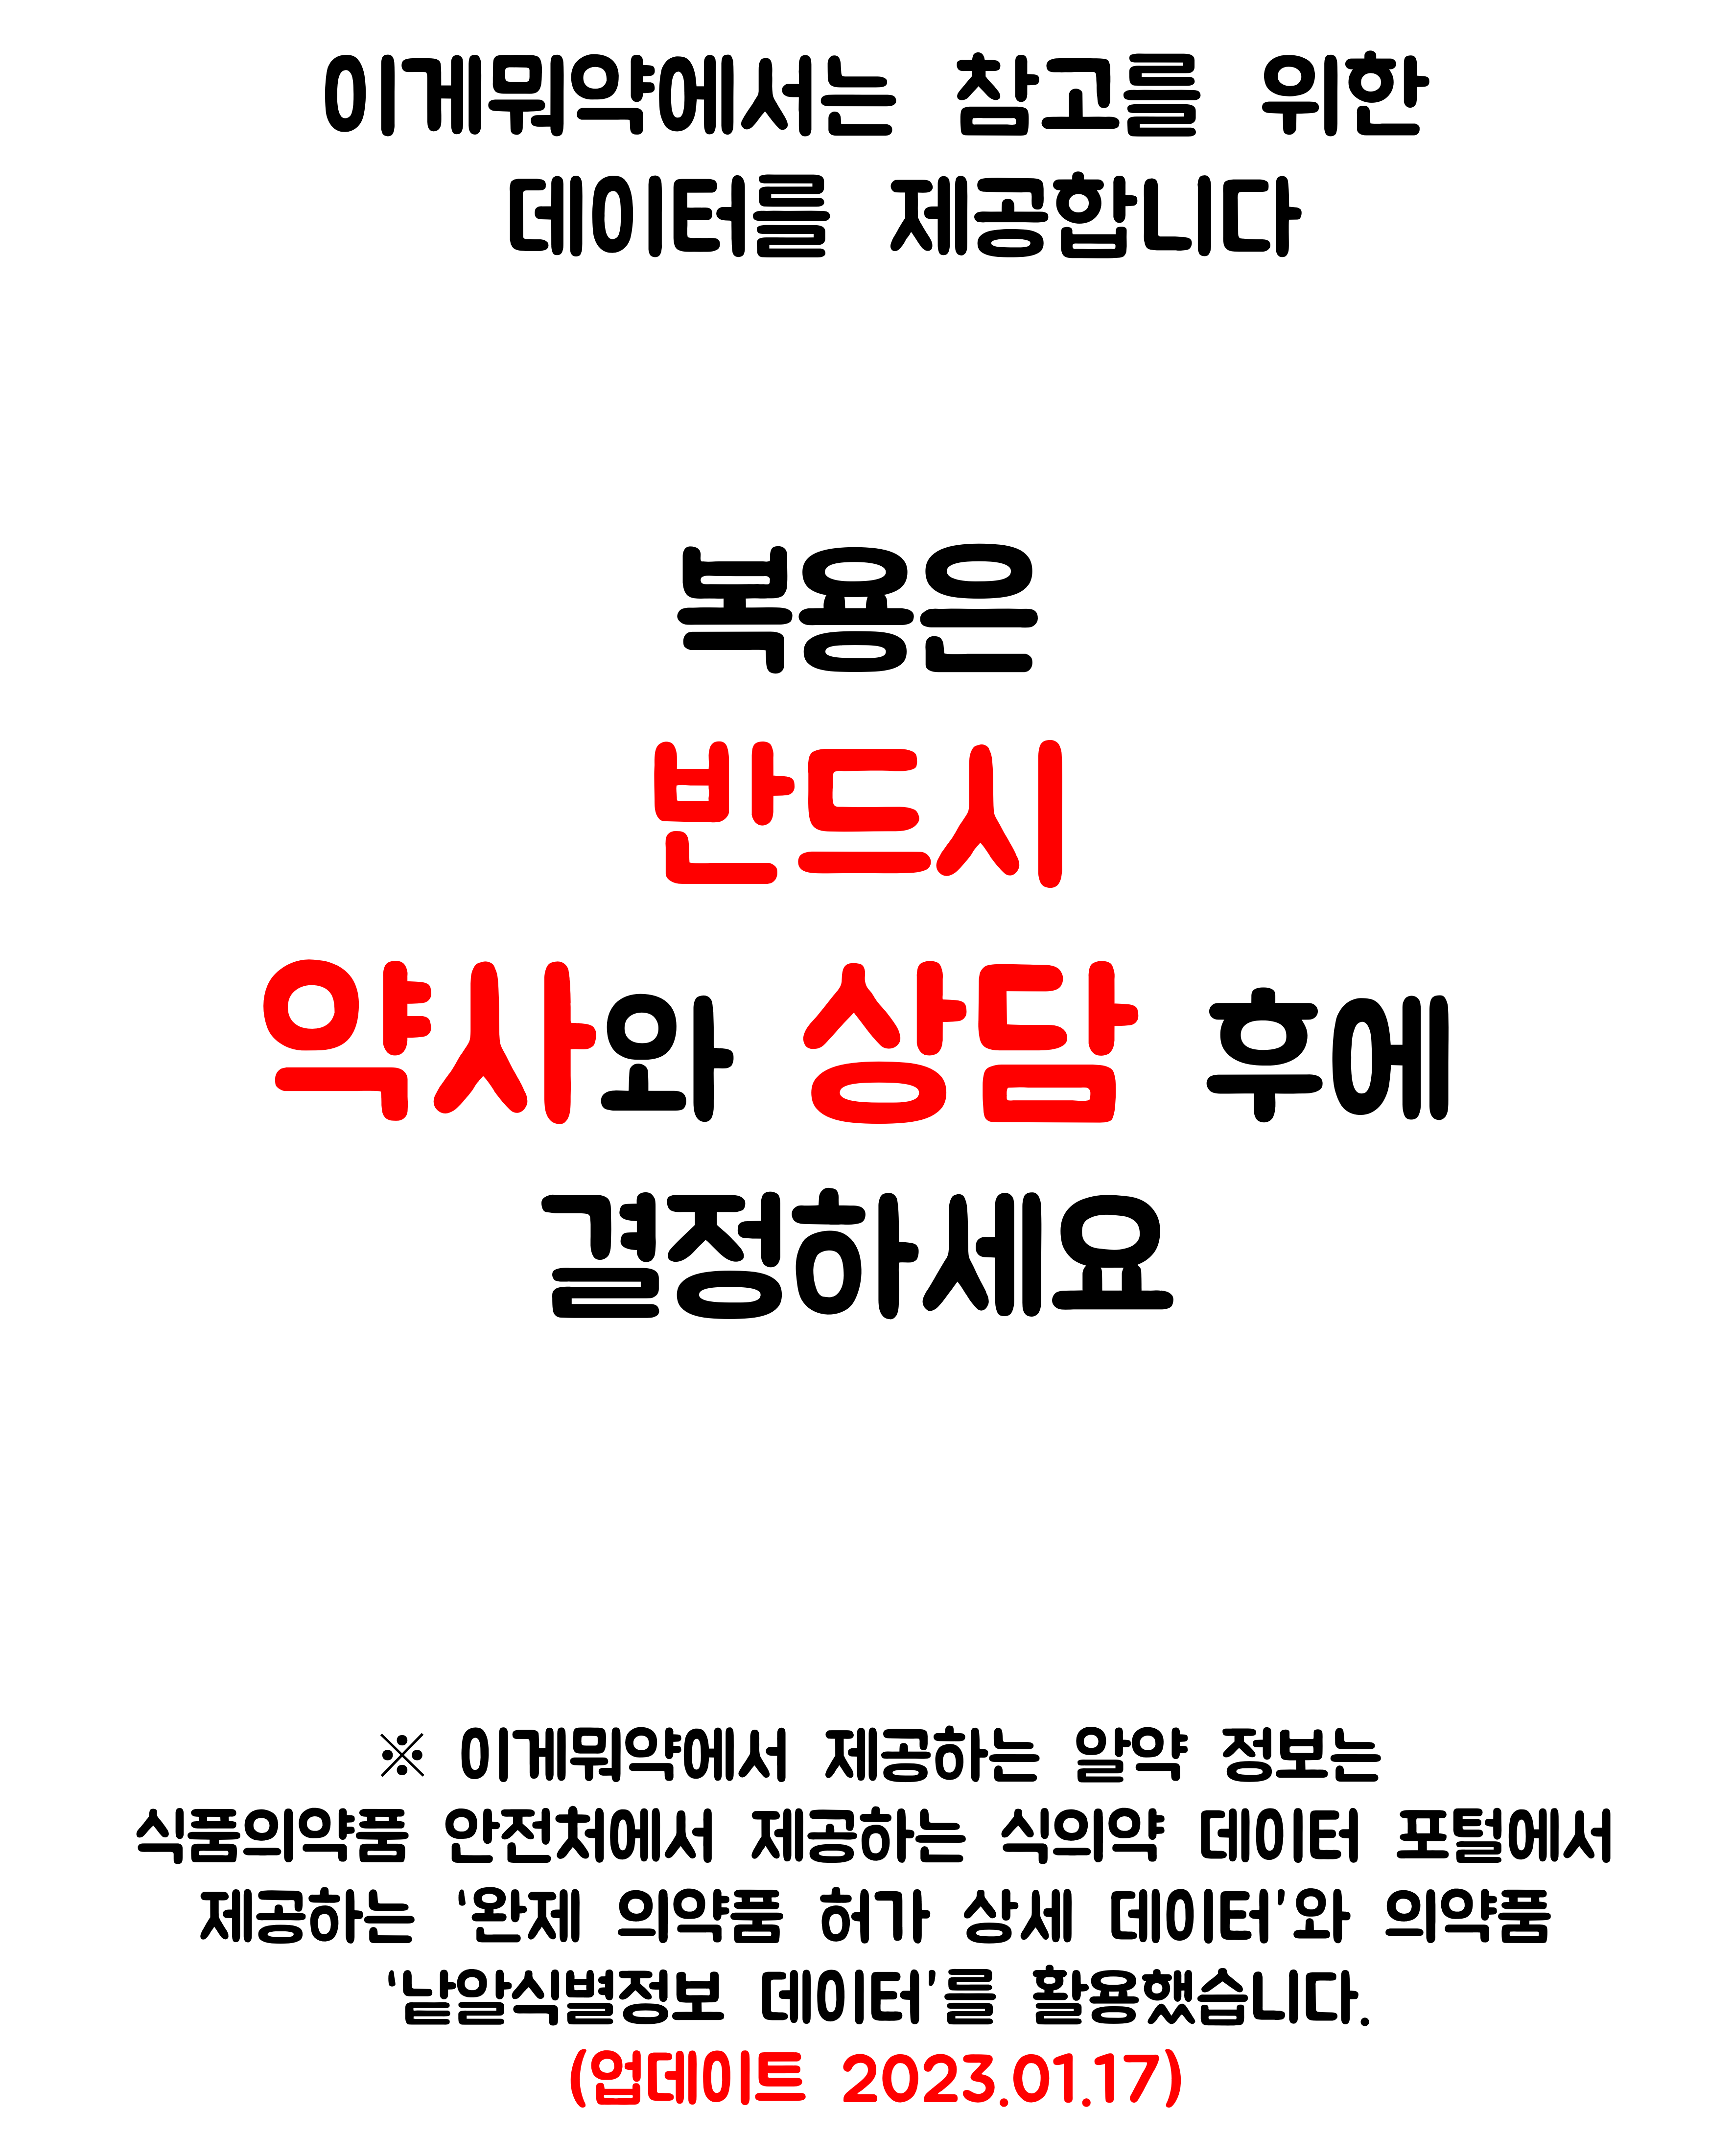 이게뭐약에서는 참고를 위한
데이터를 제공합니다
복용은
반드시
약사와 상담 후에
결정하세요
※ 이게뭐약에서 제공하는 알약 정보는
식품의약품 안전처에서 제공하는 식의약 데이터 포털에서
제공하는 '완제 의약품 허가 상세 데이터'와 의약품
'낱알식별정보 데이터'를 활용했습니다.
(업데이트 2023.01.17)